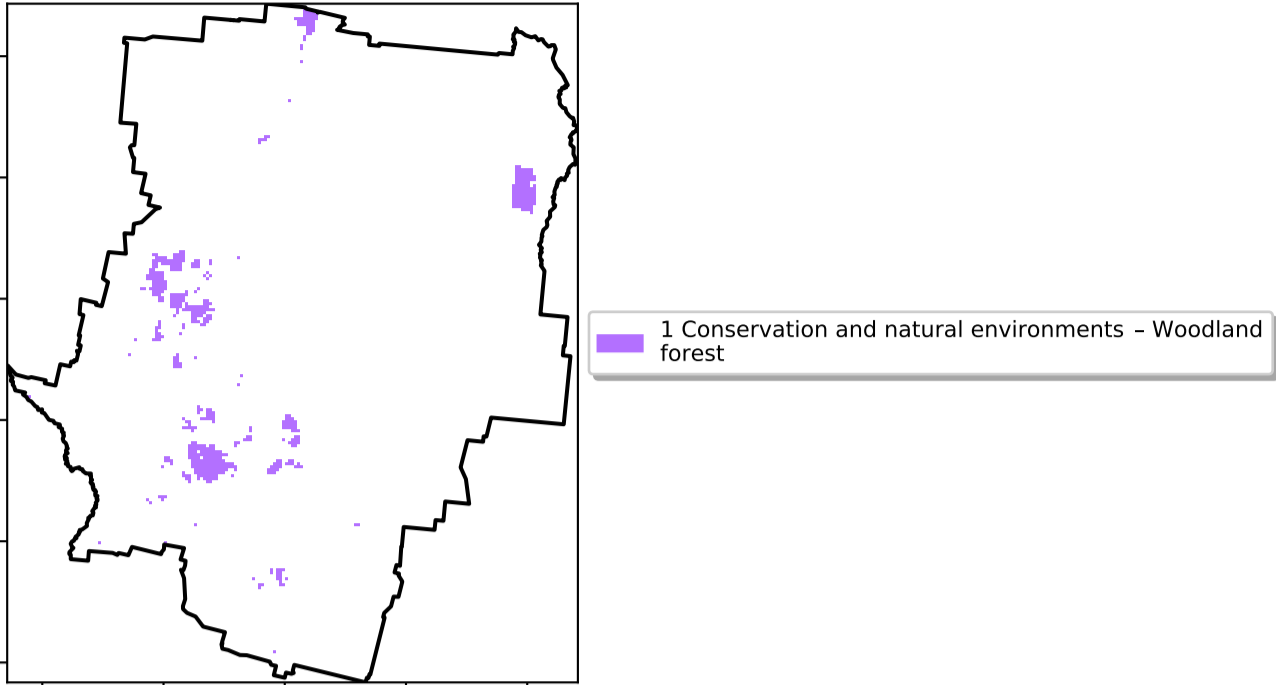 1 Conservation and natural environments – Woodland
forest